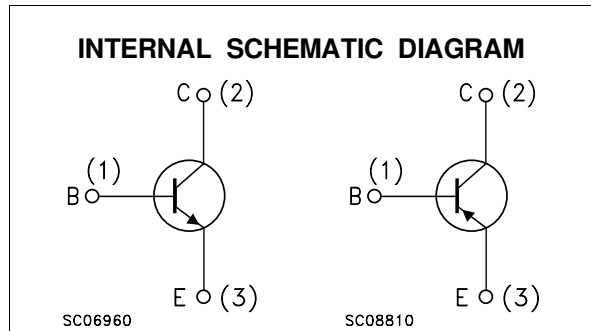 INTERNAL SCHEMATIC DIAGRAM
C (2) C (2)
(1) (1)
B B
E (3) E (3)
SC06960 SC08810